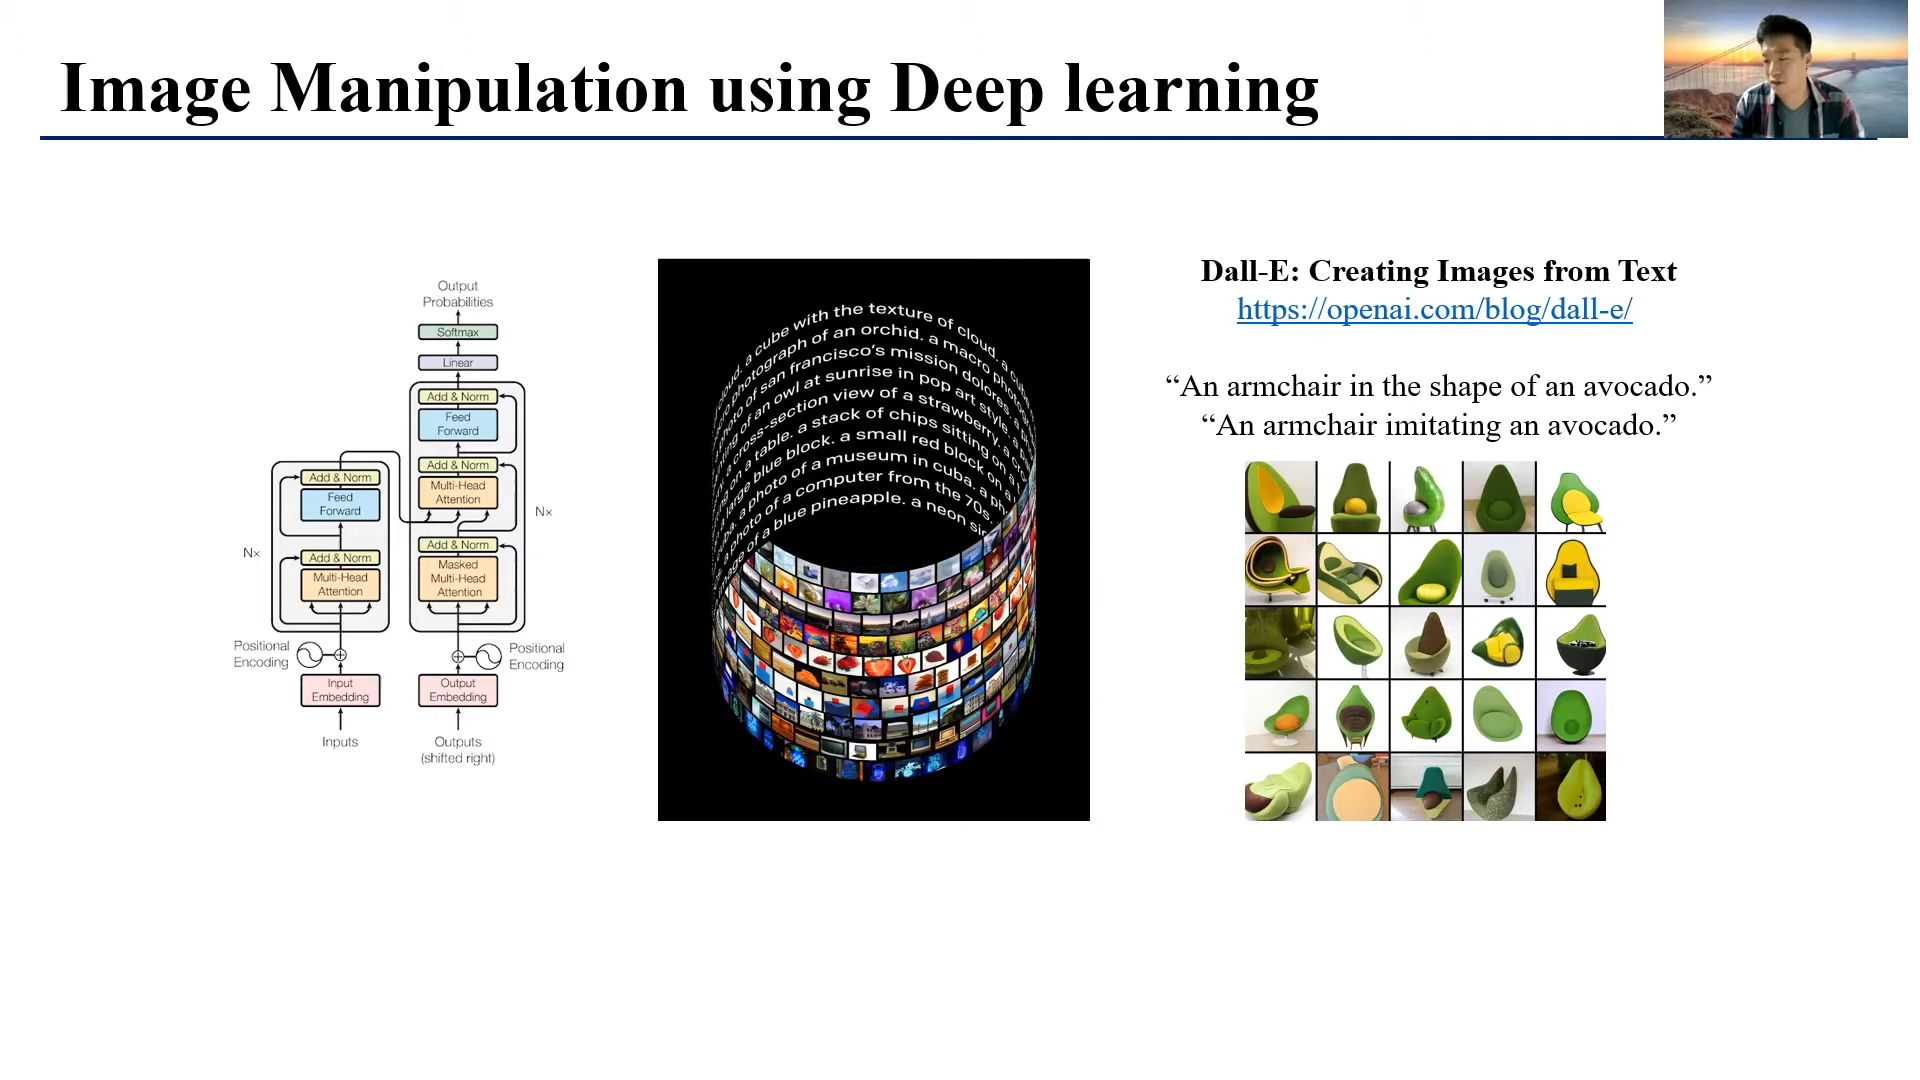 Image Manipulation using Deep learning
Output
Probabilities
Softmax
Linear
Add & Norm
Feed
Forward
Add & Norm
Multi-Head
Attention
Add & Norm
Masked
Multi-Head
Attention
Nx
Add & Norm
Feed
Forward
Add & Norm
Multi-Head
Attention
Nx
Positional
Encoding
Positional
Encoding
Input
Embedding
Output
Embedding
Inputs
Outputs
(shifted right)
a cube with the texture of cloud.
of an orchid. a macro
of san francisco's mission dolores.
of an owl at sunrise in pop art style.
cross-section view of a strawberry.
on a table. a stack of chips sitting on
large blue block. a small red block on a
a photo of a museum in cuba.
photo of a computer from the 70s.
of a blue pineapple. a neon
Dall-E: Creating Images from Text
https://openai.com/blog/dall-e/
“An armchair in the shape of an avocado.”
“An armchair imitating an avocado.”